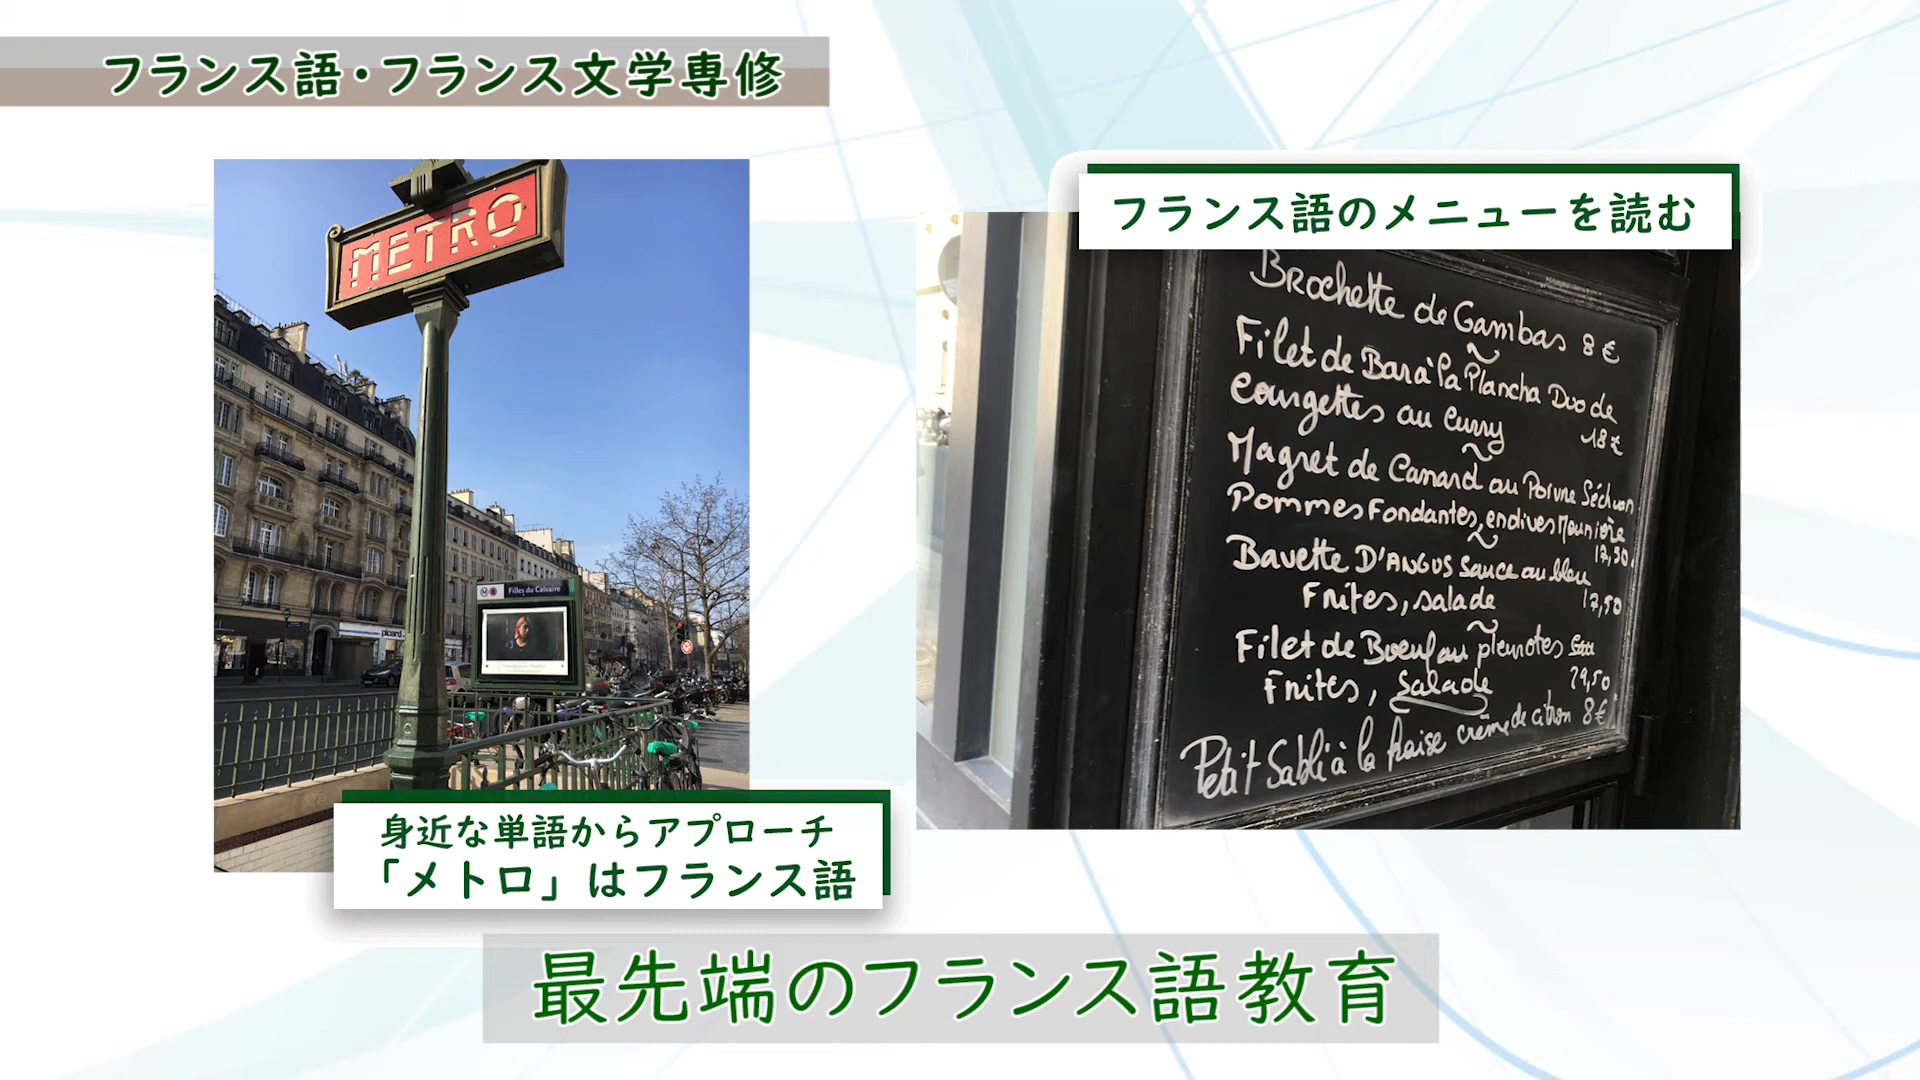 フランス語・フランス文学専修
METRO
Filles du Calvaire
picard
身近な単語からアプローチ
「メトロ」はフランス語
フランス語のメニューを読む
Brochette de Gambas 8 €
Filet de Bar à la Plancha Duo de
Courgettes au Curry 18 €
Magret de Canard au Poivre Séchuan
Pommes Fondantes, endives Meunière
17,50
Bavette D'ANGUS Sauce au bleu
Frites, salade 17,50
Filet de Boeuf au pleurotes
Frites, Salade 29,50
Petit Sablé à la fraise crème de citron 8 €
最先端のフランス語教育